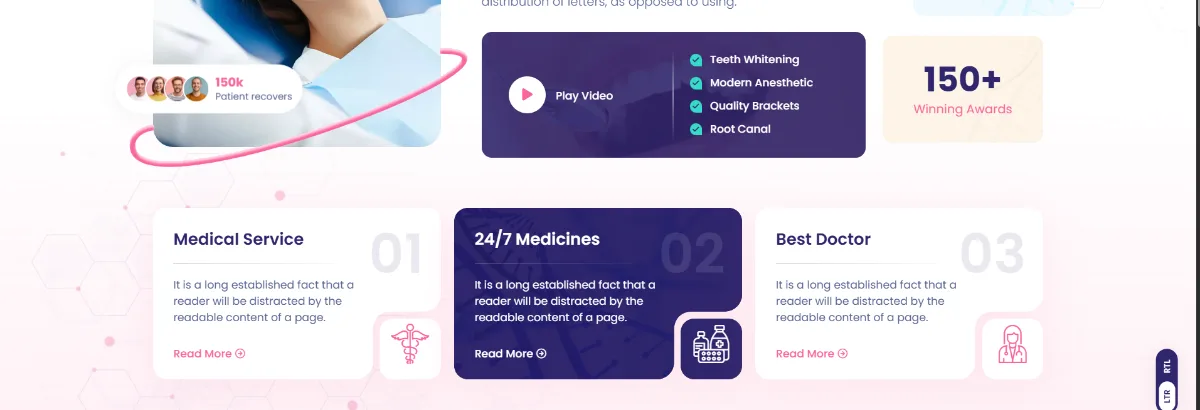 distribution of letters, as opposed to using.
150k
Patient recovers
Play Video
Teeth Whitening
Modern Anesthetic
Quality Brackets
Root Canal
150+
Winning Awards
Medical Service
01
It is a long established fact that a
reader will be distracted by the
readable content of a page.
Read More
24/7 Medicines
02
It is a long established fact that a
reader will be distracted by the
readable content of a page.
Read More
Best Doctor
03
It is a long established fact that a
reader will be distracted by the
readable content of a page.
Read More
RTL
LTR